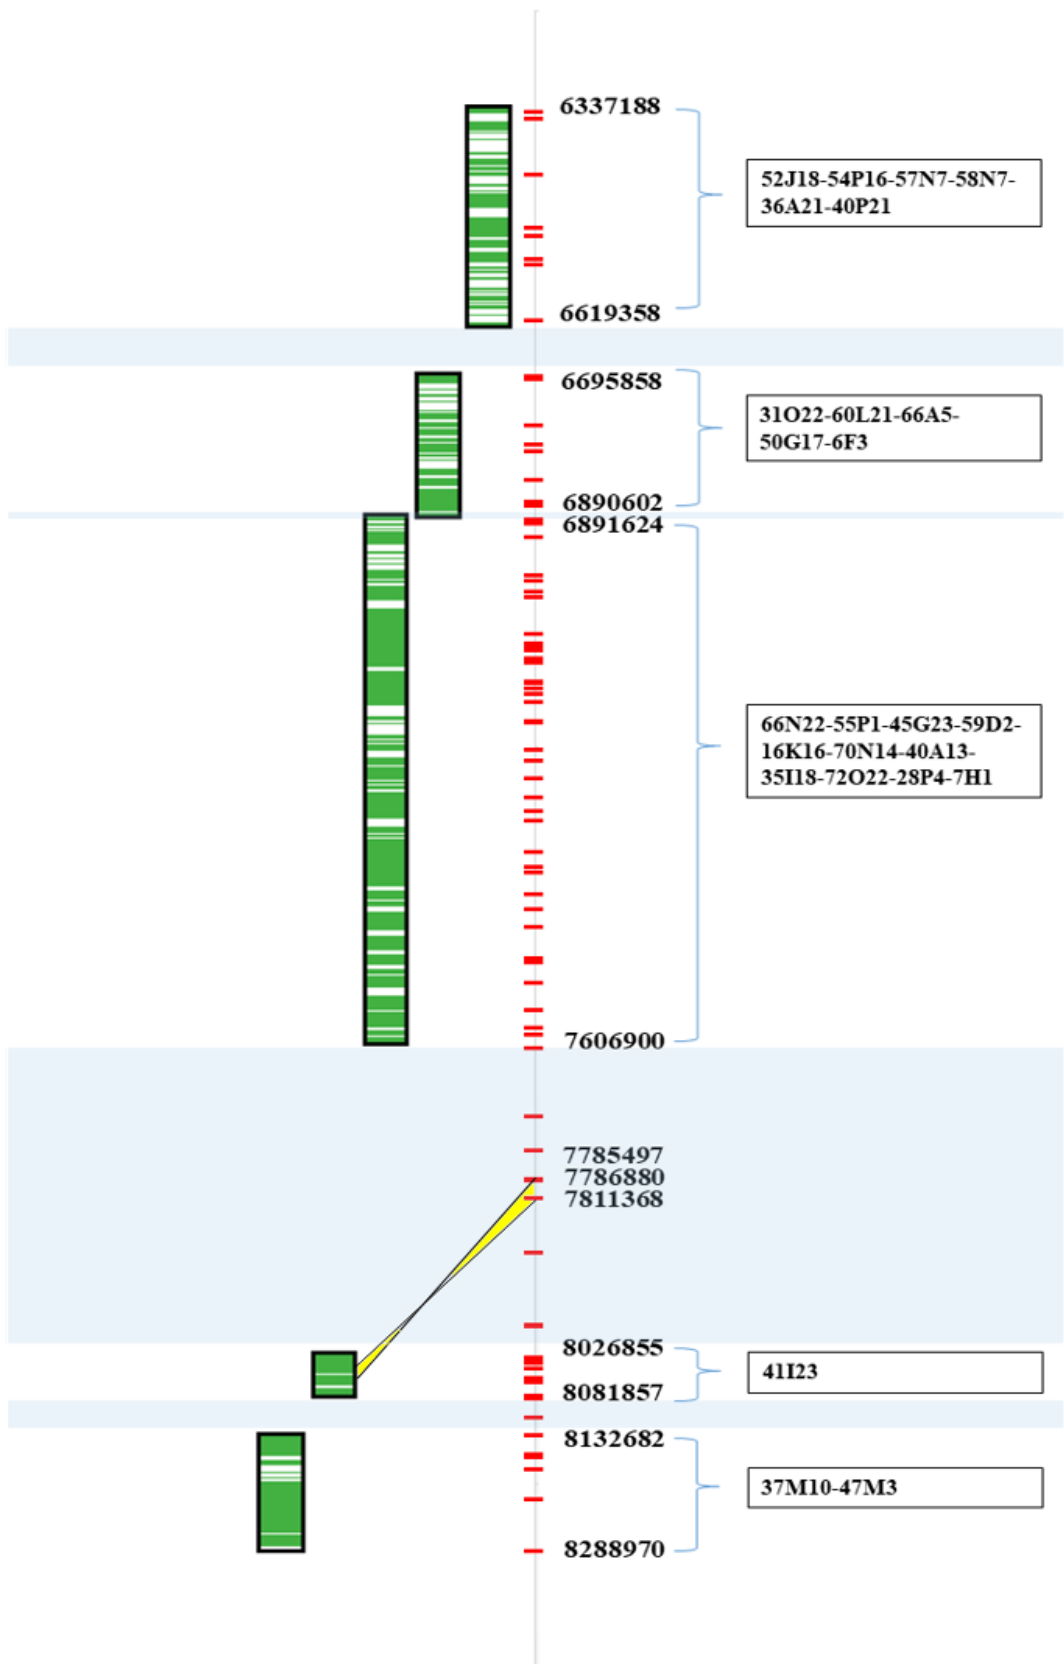 6337188
52J18-54P16-57N7-58N7-
36A21-40P21
6619358
6695858
31O22-60L21-66A5-
50G17-6F3
6890602
6891624
66N22-55P1-45G23-59D2-
16K16-70N14-40A13-
35I18-72O22-28P4-7H1
7606900
7785497
7786880
7811368
8026855
41I23
8081857
8132682
37M10-47M3
8288970